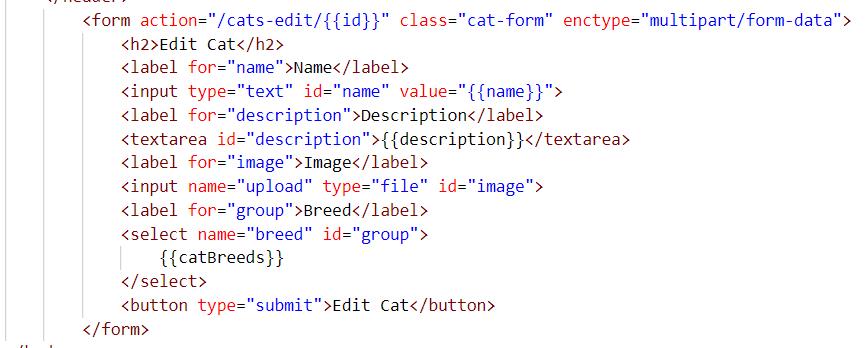 <form action="/cats-edit/{{id}}" class="cat-form" enctype="multipart/form-data">
<h2>Edit Cat</h2>
<label for="name">Name</label>
<input type="text" id="name" value="{{name}}">
<label for="description">Description</label>
<textarea id="description">{{description}}</textarea>
<label for="image">Image</label>
<input name="upload" type="file" id="image">
<label for="group">Breed</label>
<select name="breed" id="group">
{{catBreeds}}
</select>
<button type="submit">Edit Cat</button>
</form>